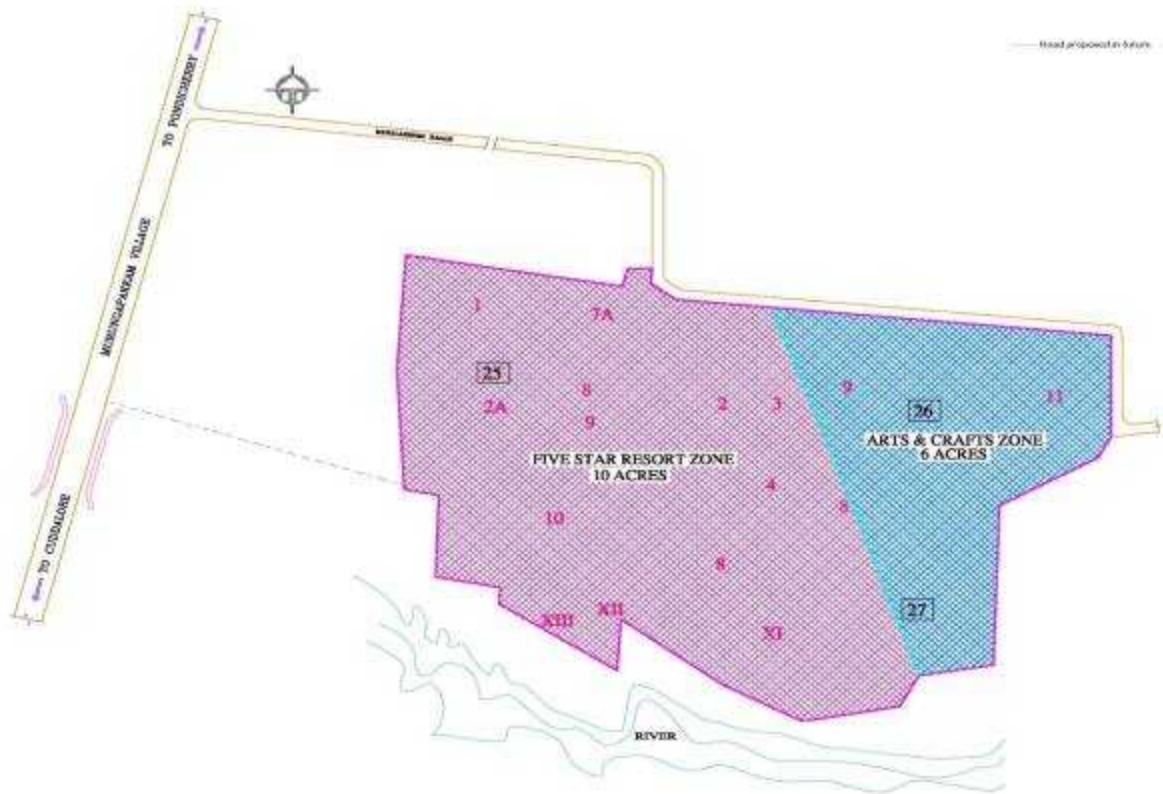 Road proposed in future
TO PONDICHERRY
MURUNGAPAKKAM VILLAGE
TO CUDDALORE
1
7A
25
2A
8
9
2
3
9
26
11
ARTS & CRAFTS ZONE
6 ACRES
FIVE STAR RESORT ZONE
10 ACRES
4
8
10
8
27
XIII
XII
XI
RIVER